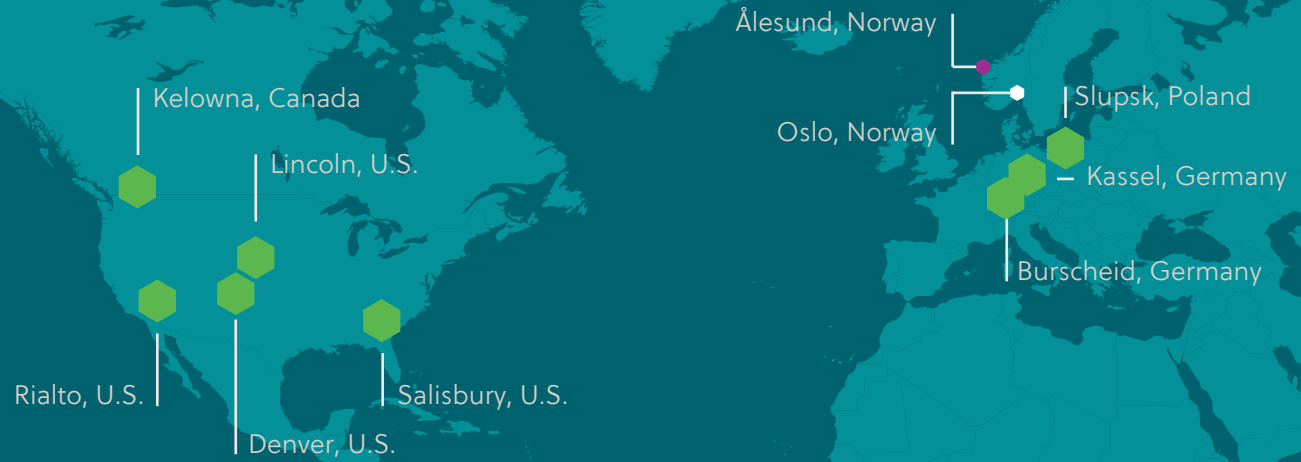 Ålesund, Norway
Kelowna, Canada
Slupsk, Poland
Oslo, Norway
Lincoln, U.S.
Kassel, Germany
Burscheid, Germany
Rialto, U.S.
Salisbury, U.S.
Denver, U.S.